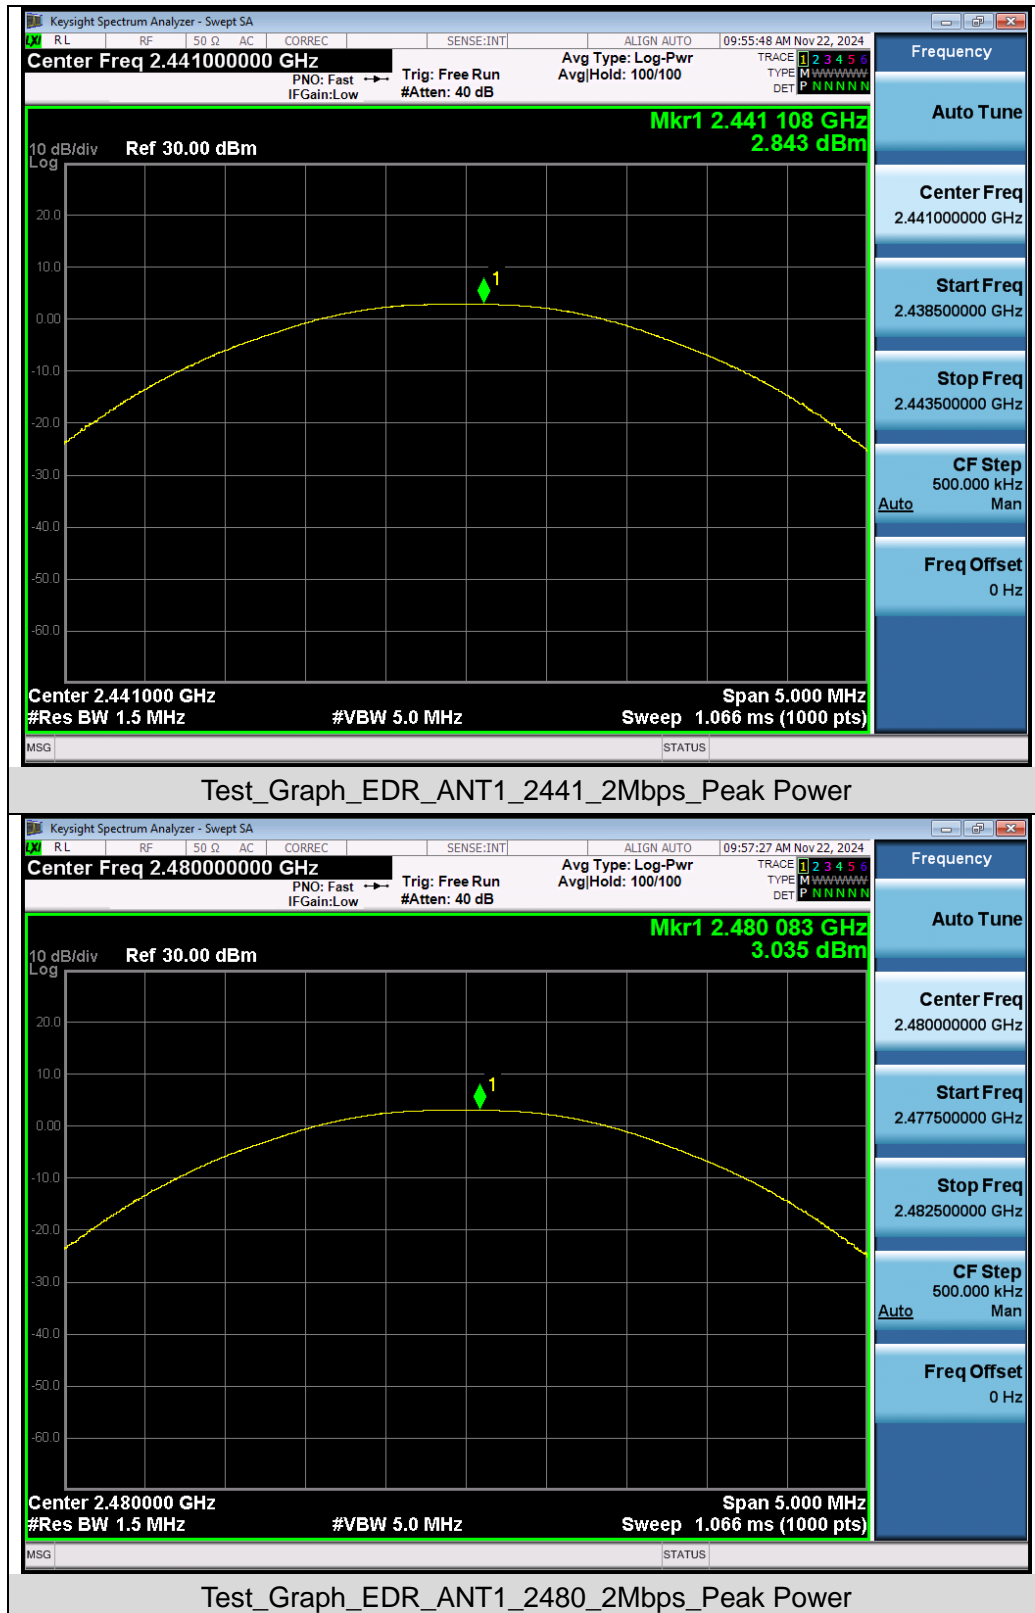 Keysight Spectrum Analyzer - Swept SA
LXI RL RF 50 Ω AC CORREC SENSE:INT ALIGN AUTO 09:55:48 AM Nov 22, 2024
Center Freq 2.441000000 GHz
PNO: Fast
IFGain:Low
Trig: Free Run
#Atten: 40 dB
Avg Type: Log-Pwr
Avg|Hold: 100/100
TRACE 1 2 3 4 5 6
TYPE M WWWWW
DET P N N N N N
Mkr1 2.441 108 GHz
2.843 dBm
10 dB/div Ref 30.00 dBm
Log
20.0
10.0
0.00
-10.0
-20.0
-30.0
-40.0
-50.0
-60.0
1
Center 2.441000 GHz Span 5.000 MHz
#Res BW 1.5 MHz #VBW 5.0 MHz Sweep 1.066 ms (1000 pts)
MSG STATUS
Frequency
Auto Tune
Center Freq
2.441000000 GHz
Start Freq
2.438500000 GHz
Stop Freq
2.443500000 GHz
CF Step
500.000 kHz
Auto Man
Freq Offset
0 Hz
Test_Graph_EDR_ANT1_2441_2Mbps_Peak Power
Keysight Spectrum Analyzer - Swept SA
LXI RL RF 50 Ω AC CORREC SENSE:INT ALIGN AUTO 09:57:27 AM Nov 22, 2024
Center Freq 2.480000000 GHz
PNO: Fast
IFGain:Low
Trig: Free Run
#Atten: 40 dB
Avg Type: Log-Pwr
Avg|Hold: 100/100
TRACE 1 2 3 4 5 6
TYPE M WWWWW
DET P N N N N N
Mkr1 2.480 083 GHz
3.035 dBm
10 dB/div Ref 30.00 dBm
Log
20.0
10.0
0.00
-10.0
-20.0
-30.0
-40.0
-50.0
-60.0
1
Center 2.480000 GHz Span 5.000 MHz
#Res BW 1.5 MHz #VBW 5.0 MHz Sweep 1.066 ms (1000 pts)
MSG STATUS
Frequency
Auto Tune
Center Freq
2.480000000 GHz
Start Freq
2.477500000 GHz
Stop Freq
2.482500000 GHz
CF Step
500.000 kHz
Auto Man
Freq Offset
0 Hz
Test_Graph_EDR_ANT1_2480_2Mbps_Peak Power